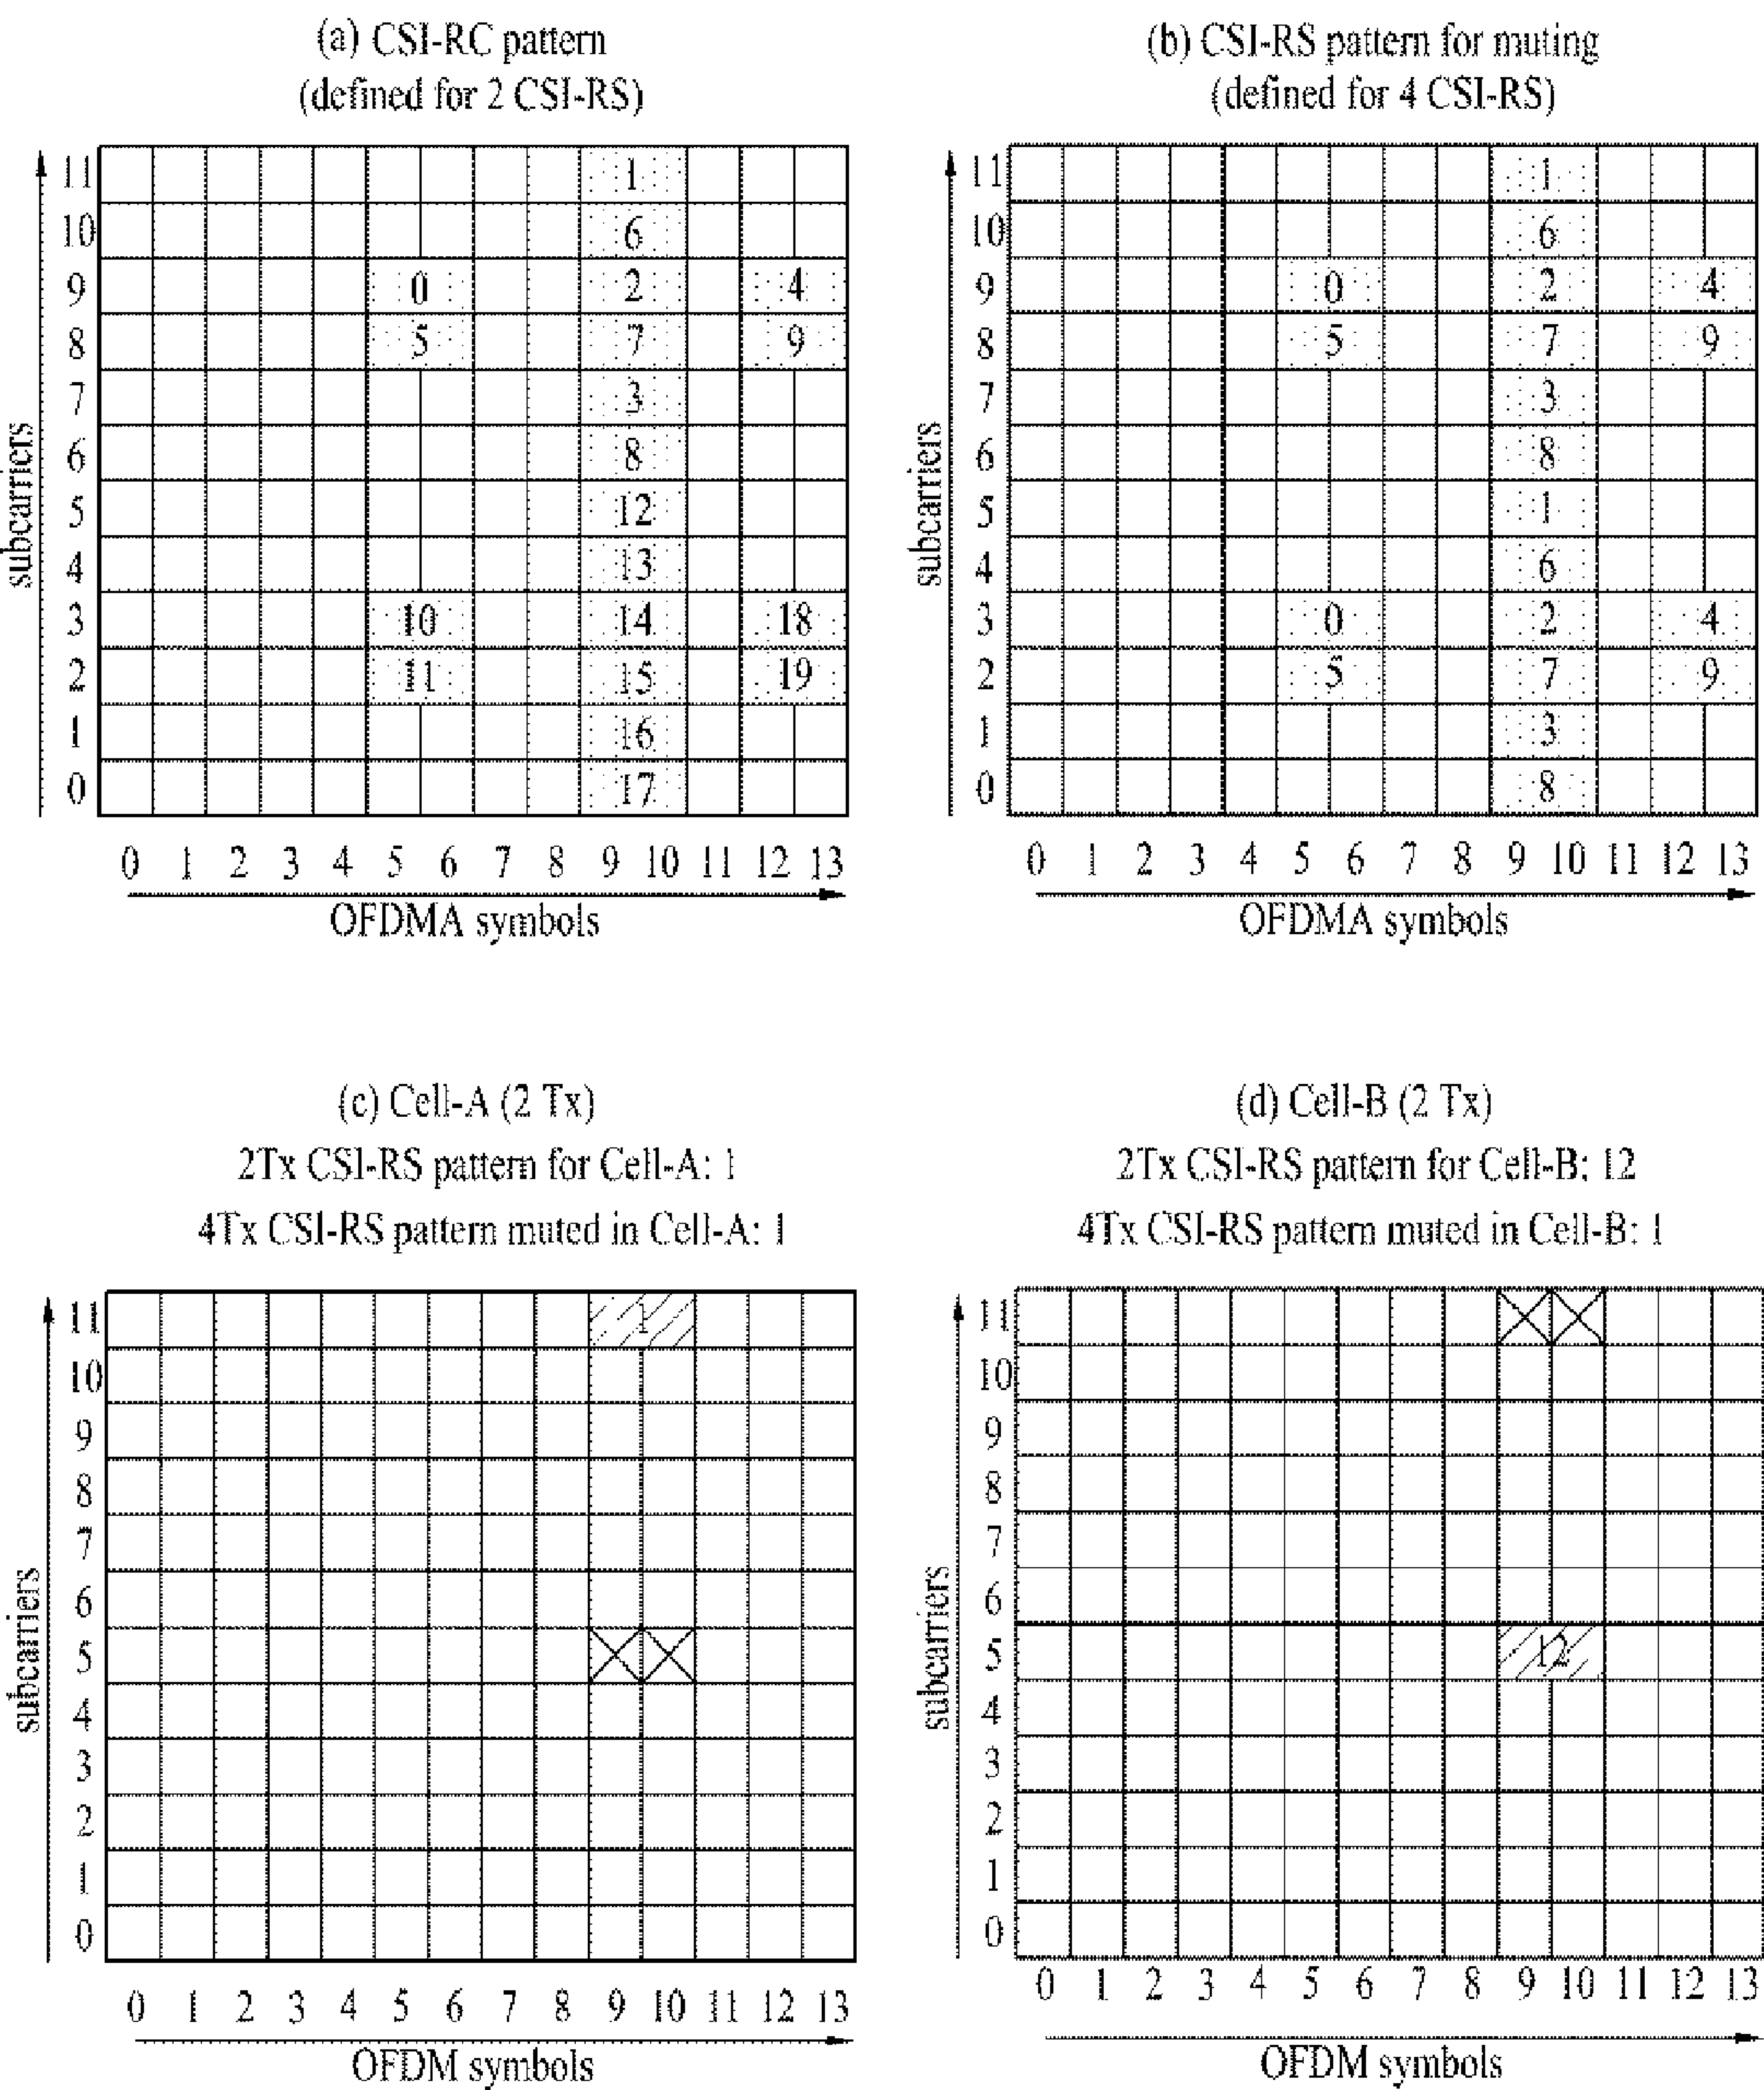 (a) CSI-RC pattern
(defined for 2 CSI-RS)
11 1
10 6
9 0 2 4
8 5 7 9
7 3
6 8
5 12
4 13
3 10 14 18
2 11 15 19
1 16
0 17
subcarriers
0 1 2 3 4 5 6 7 8 9 10 11 12 13
OFDMA symbols
(b) CSI-RS pattern for muting
(defined for 4 CSI-RS)
11 1
10 6
9 0 2 4
8 5 7 9
7 3
6 8
5 1
4 6
3 0 2 4
2 5 7 9
1 3
0 8
subcarriers
0 1 2 3 4 5 6 7 8 9 10 11 12 13
OFDMA symbols
(c) Cell-A (2 Tx)
2Tx CSI-RS pattern for Cell-A: 1
4Tx CSI-RS pattern muted in Cell-A: 1
11 1
10
9
8
7
6
5
4
3
2
1
0
subcarriers
0 1 2 3 4 5 6 7 8 9 10 11 12 13
OFDM symbols
(d) Cell-B (2 Tx)
2Tx CSI-RS pattern for Cell-B: 12
4Tx CSI-RS pattern muted in Cell-B: 1
11
10
9
8
7
6
5 12
4
3
2
1
0
subcarriers
0 1 2 3 4 5 6 7 8 9 10 11 12 13
OFDM symbols